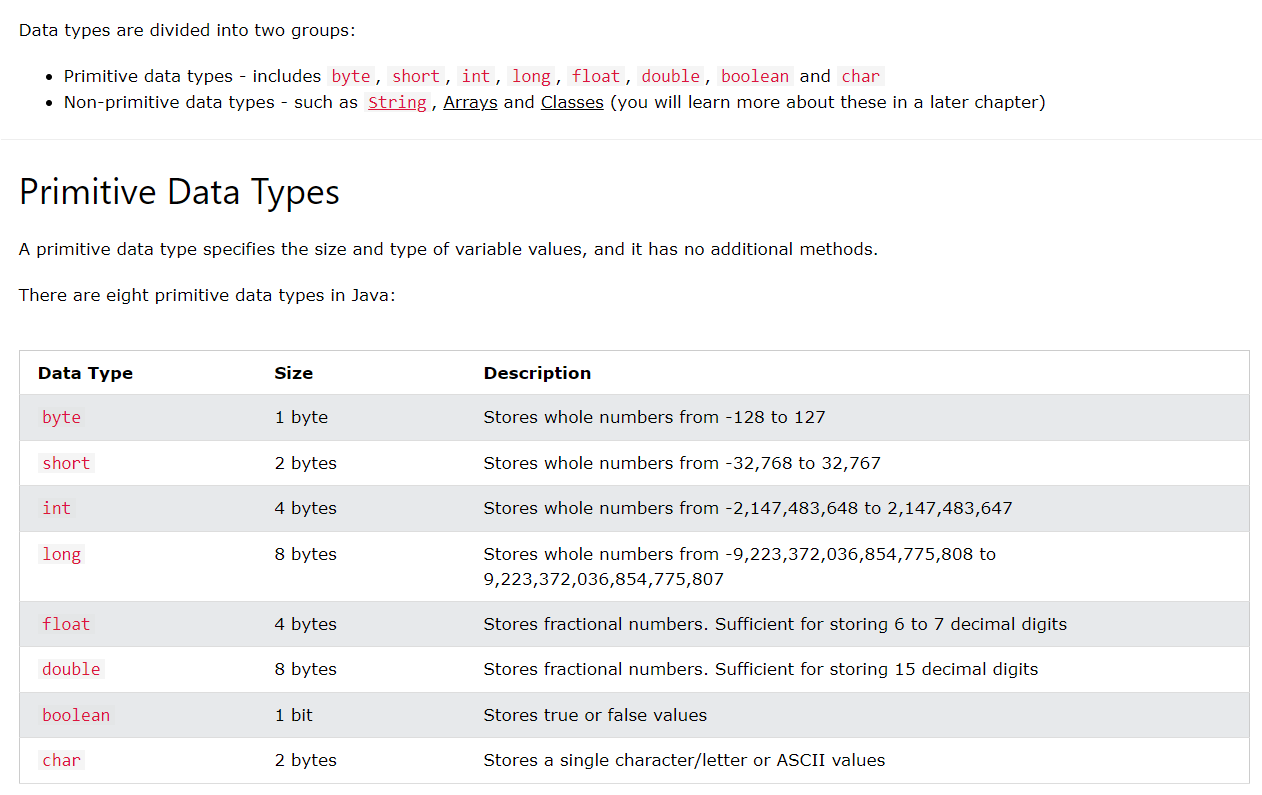 Data types are divided into two groups:
• Primitive data types - includes byte, short, int, long, float, double, boolean and char
• Non-primitive data types - such as String, Arrays and Classes (you will learn more about these in a later chapter)
Primitive Data Types
A primitive data type specifies the size and type of variable values, and it has no additional methods.
There are eight primitive data types in Java:
Data Type Size Description
byte 1 byte Stores whole numbers from -128 to 127
short 2 bytes Stores whole numbers from -32,768 to 32,767
int 4 bytes Stores whole numbers from -2,147,483,648 to 2,147,483,647
long 8 bytes Stores whole numbers from -9,223,372,036,854,775,808 to
9,223,372,036,854,775,807
float 4 bytes Stores fractional numbers. Sufficient for storing 6 to 7 decimal digits
double 8 bytes Stores fractional numbers. Sufficient for storing 15 decimal digits
boolean 1 bit Stores true or false values
char 2 bytes Stores a single character/letter or ASCII values